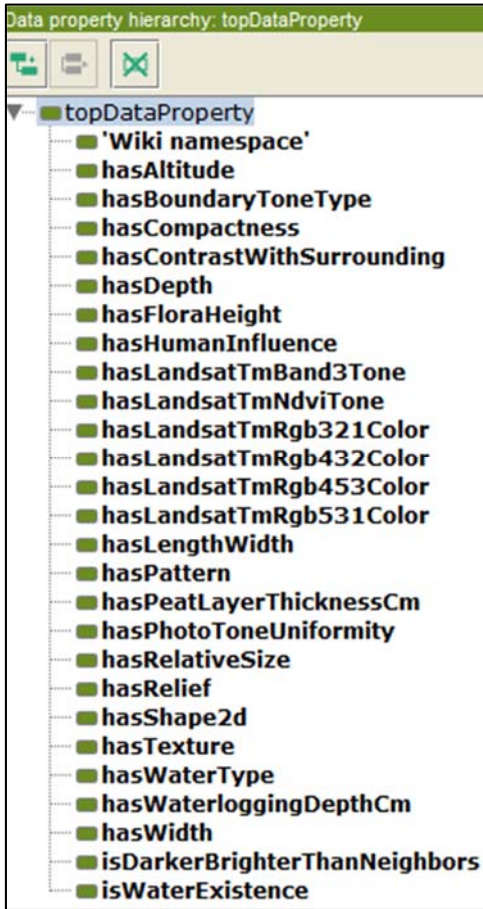 Data property hierarchy: topDataProperty
topDataProperty
'Wiki namespace'
hasAltitude
hasBoundaryToneType
hasCompactness
hasContrastWithSurrounding
hasDepth
hasFloraHeight
hasHumanInfluence
hasLandsatTmBand3Tone
hasLandsatTmNdviTone
hasLandsatTmRgb321Color
hasLandsatTmRgb432Color
hasLandsatTmRgb453Color
hasLandsatTmRgb531Color
hasLengthWidth
hasPattern
hasPeatLayerThicknessCm
hasPhotoToneUniformity
hasRelativeSize
hasRelief
hasShape2d
hasTexture
hasWaterType
hasWaterloggingDepthCm
hasWidth
isDarkerBrighterThanNeighbors
isWaterExistence